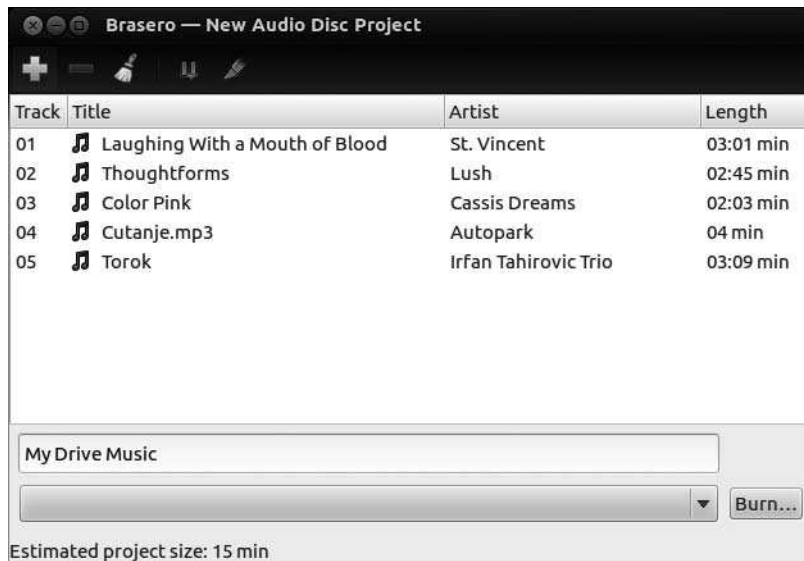 Brasero — New Audio Disc Project
Track Title Artist Length
01 Laughing With a Mouth of Blood St. Vincent 03:01 min
02 Thoughtforms Lush 02:45 min
03 Color Pink Cassis Dreams 02:03 min
04 Cutanje.mp3 Autopark 04 min
05 Torok Irfan Tahirovic Trio 03:09 min
My Drive Music
Burn...
Estimated project size: 15 min